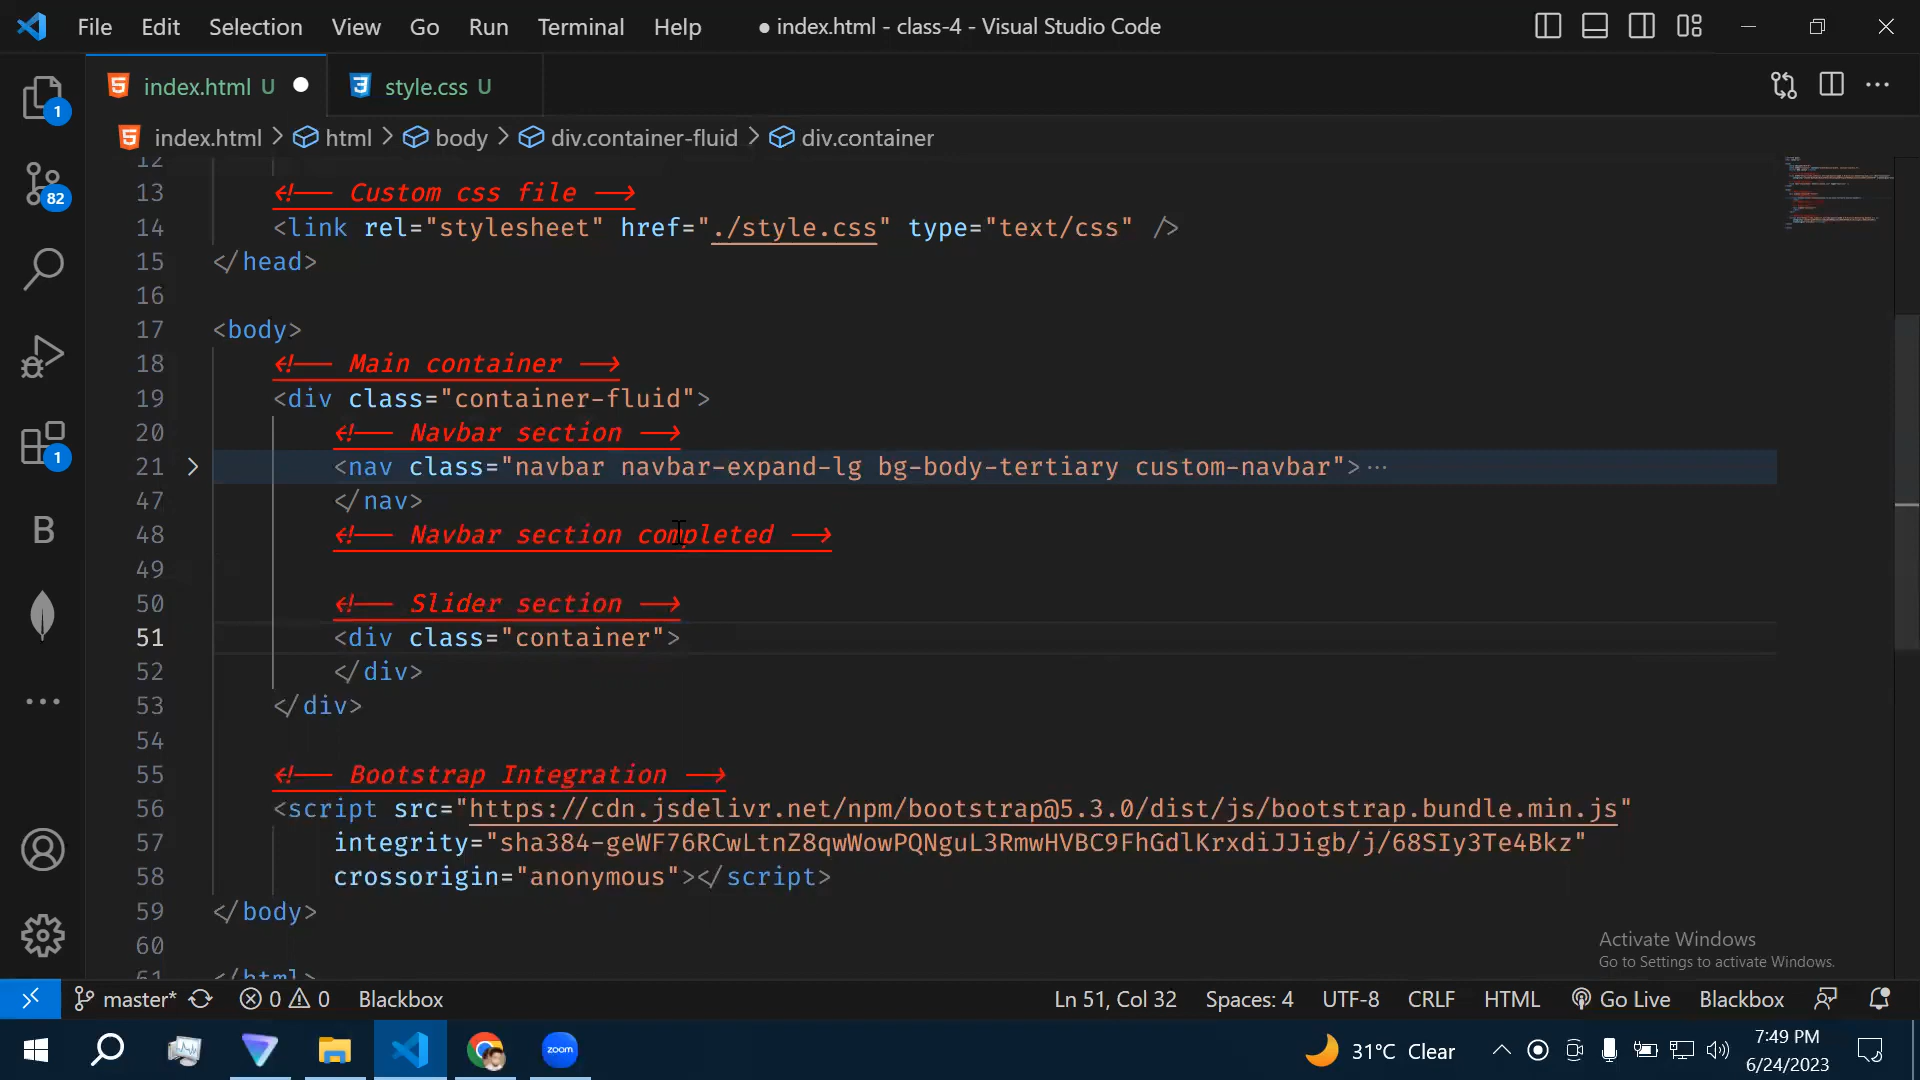 File Edit Selection View Go Run Terminal Help ● index.html - class-4 - Visual Studio Code
index.html U ● style.css U
index.html > html > body > div.container-fluid > div.container
12
13 <!-- Custom css file -->
14 <link rel="stylesheet" href="./style.css" type="text/css" />
15 </head>
16
17 <body>
18 <!-- Main container -->
19 <div class="container-fluid">
20 <!-- Navbar section -->
21 <nav class="navbar navbar-expand-lg bg-body-tertiary custom-navbar">···
47 </nav>
48 <!-- Navbar section completed -->
49
50 <!-- Slider section -->
51 <div class="container">
52 </div>
53 </div>
54
55 <!-- Bootstrap Integration -->
56 <script src="https://cdn.jsdelivr.net/npm/bootstrap@5.3.0/dist/js/bootstrap.bundle.min.js"
57 integrity="sha384-geWF76RCwLtnZ8qwWowPQNguL3RmwHVBC9FhGdlKrxdiJJigb/j/68SIy3Te4Bkz"
58 crossorigin="anonymous"></script>
59 </body>
60
61 </html>
1
82
1
B
Activate Windows
Go to Settings to activate Windows.
master* 0 0 Blackbox Ln 51, Col 32 Spaces: 4 UTF-8 CRLF HTML Go Live Blackbox
zoom 31°C Clear 7:49 PM
6/24/2023